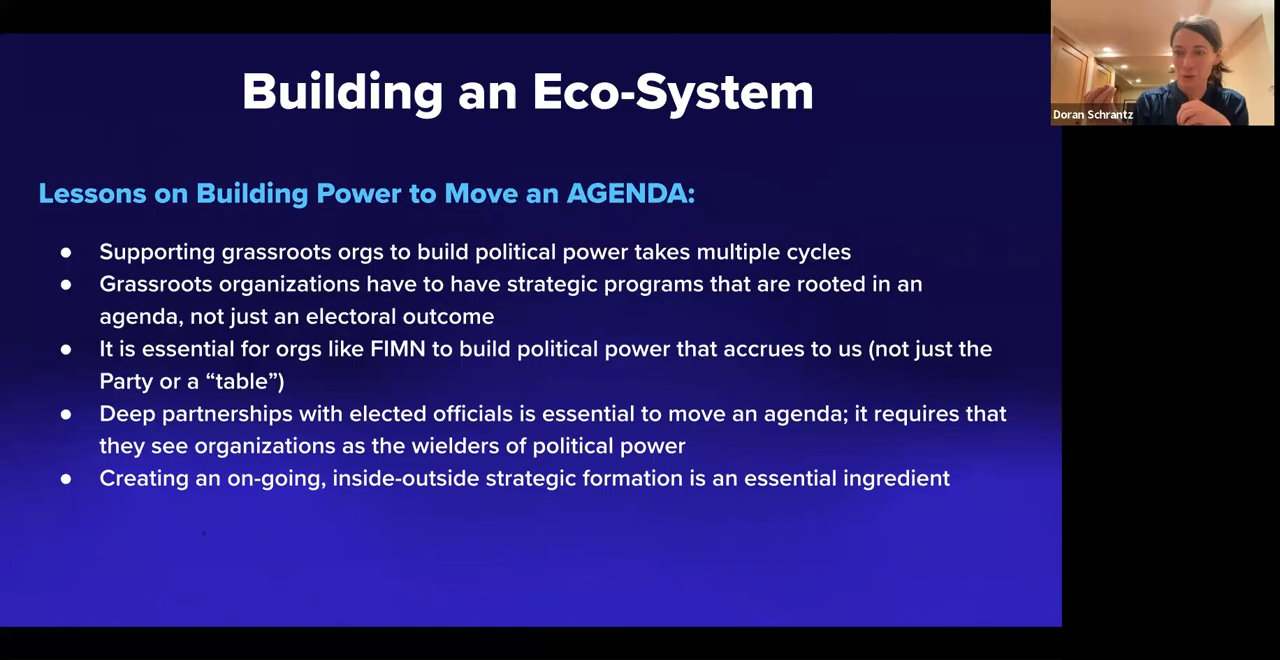 Building an Eco-System
Doran Schrantz
Lessons on Building Power to Move an AGENDA:
● Supporting grassroots orgs to build political power takes multiple cycles
● Grassroots organizations have to have strategic programs that are rooted in an
agenda, not just an electoral outcome
● It is essential for orgs like FIMN to build political power that accrues to us (not just the
Party or a “table”)
● Deep partnerships with elected officials is essential to move an agenda; it requires that
they see organizations as the wielders of political power
● Creating an on-going, inside-outside strategic formation is an essential ingredient